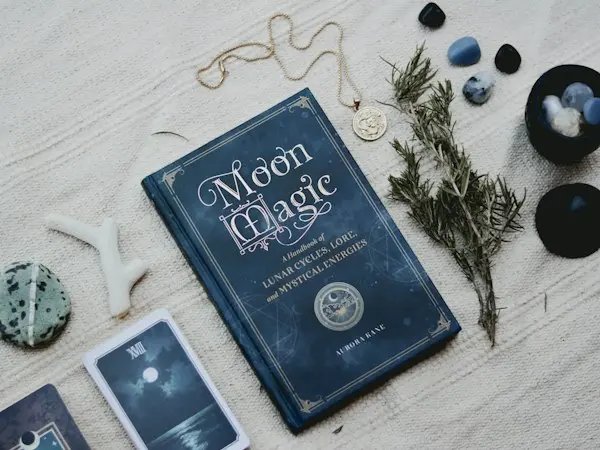 Moon
Magic
A Handbook of
LUNAR CYCLES, LORE,
and MYSTICAL ENERGIES
AURORA KANE
XVIII